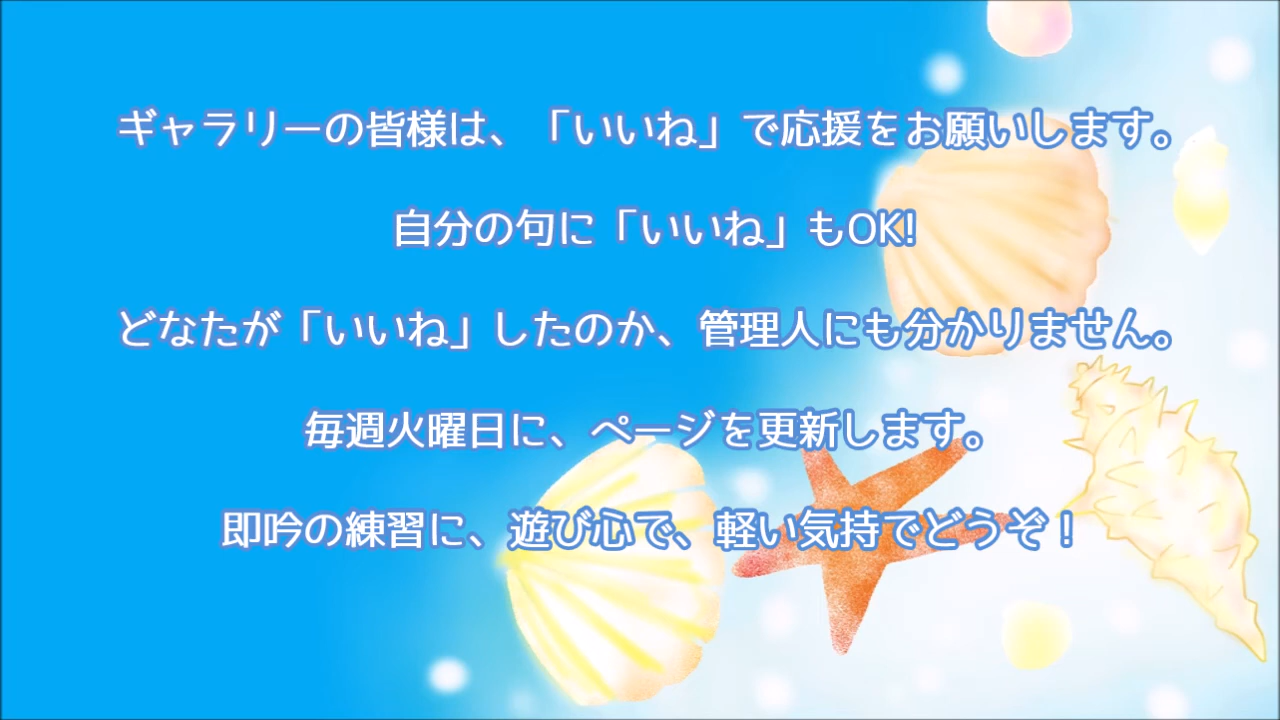 ギャラリーの皆様は、「いいね」で応援をお願いします。
自分の句に「いいね」もOK!
どなたが「いいね」したのか、管理人にも分かりません。
毎週火曜日に、ページを更新します。
即吟の練習に、遊び心で、軽い気持でどうぞ！